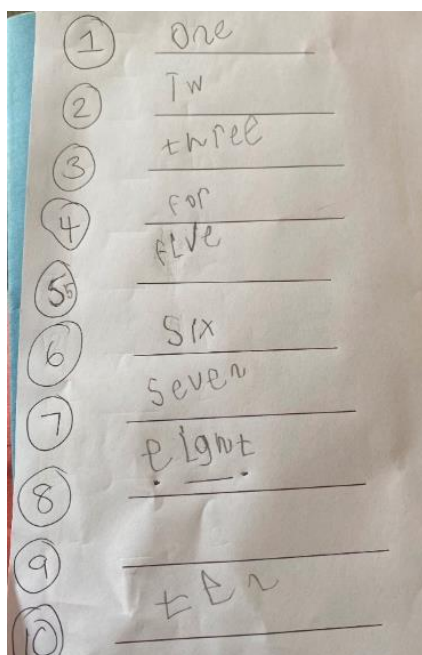 1 One
2 Tw
3 three
4 for
5 five
6 Six
7 Seven
8 eight
9
10 ten